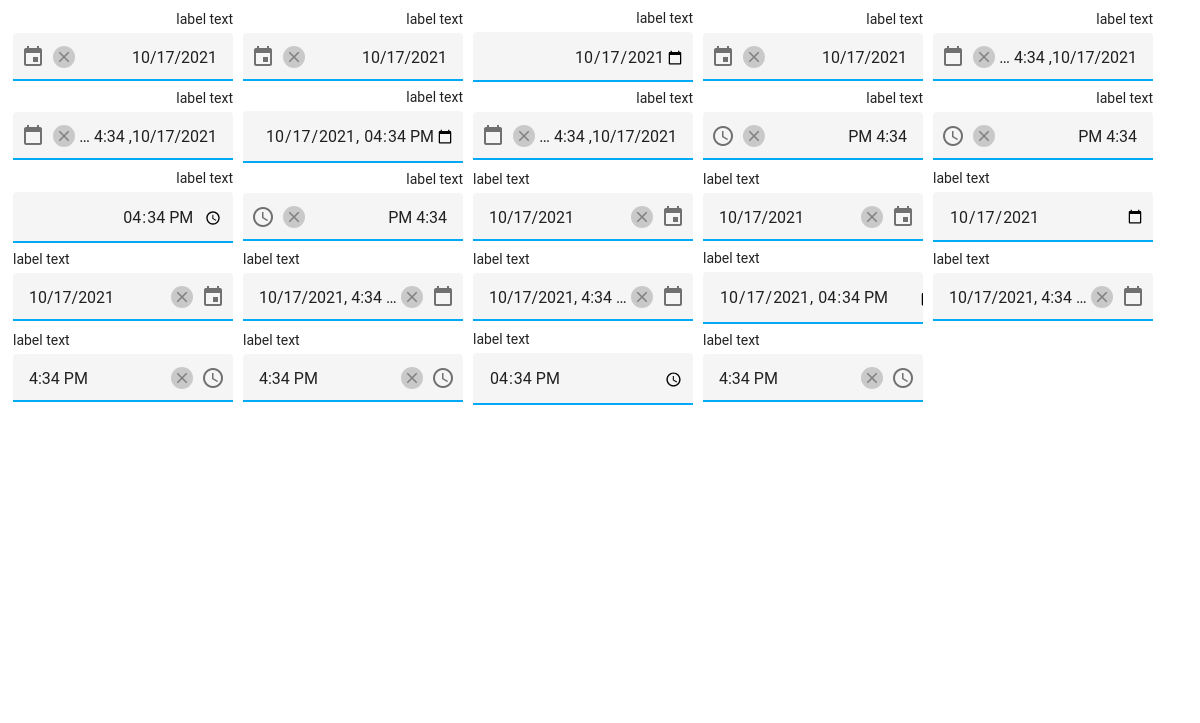 label text label text label text label text label text
10/17/2021 10/17/2021 10/17/2021 10/17/2021 ... 4:34 ,10/17/2021
label text label text label text label text label text
... 4:34 ,10/17/2021 10/17/2021, 04:34 PM ... 4:34 ,10/17/2021 PM 4:34 PM 4:34
label text label text label text label text label text
04:34 PM PM 4:34 10/17/2021 10/17/2021 10/17/2021
label text label text label text label text label text
10/17/2021 10/17/2021, 4:34 ... 10/17/2021, 4:34 ... 10/17/2021, 04:34 PM 10/17/2021, 4:34 ...
label text label text label text label text
4:34 PM 4:34 PM 04:34 PM 4:34 PM